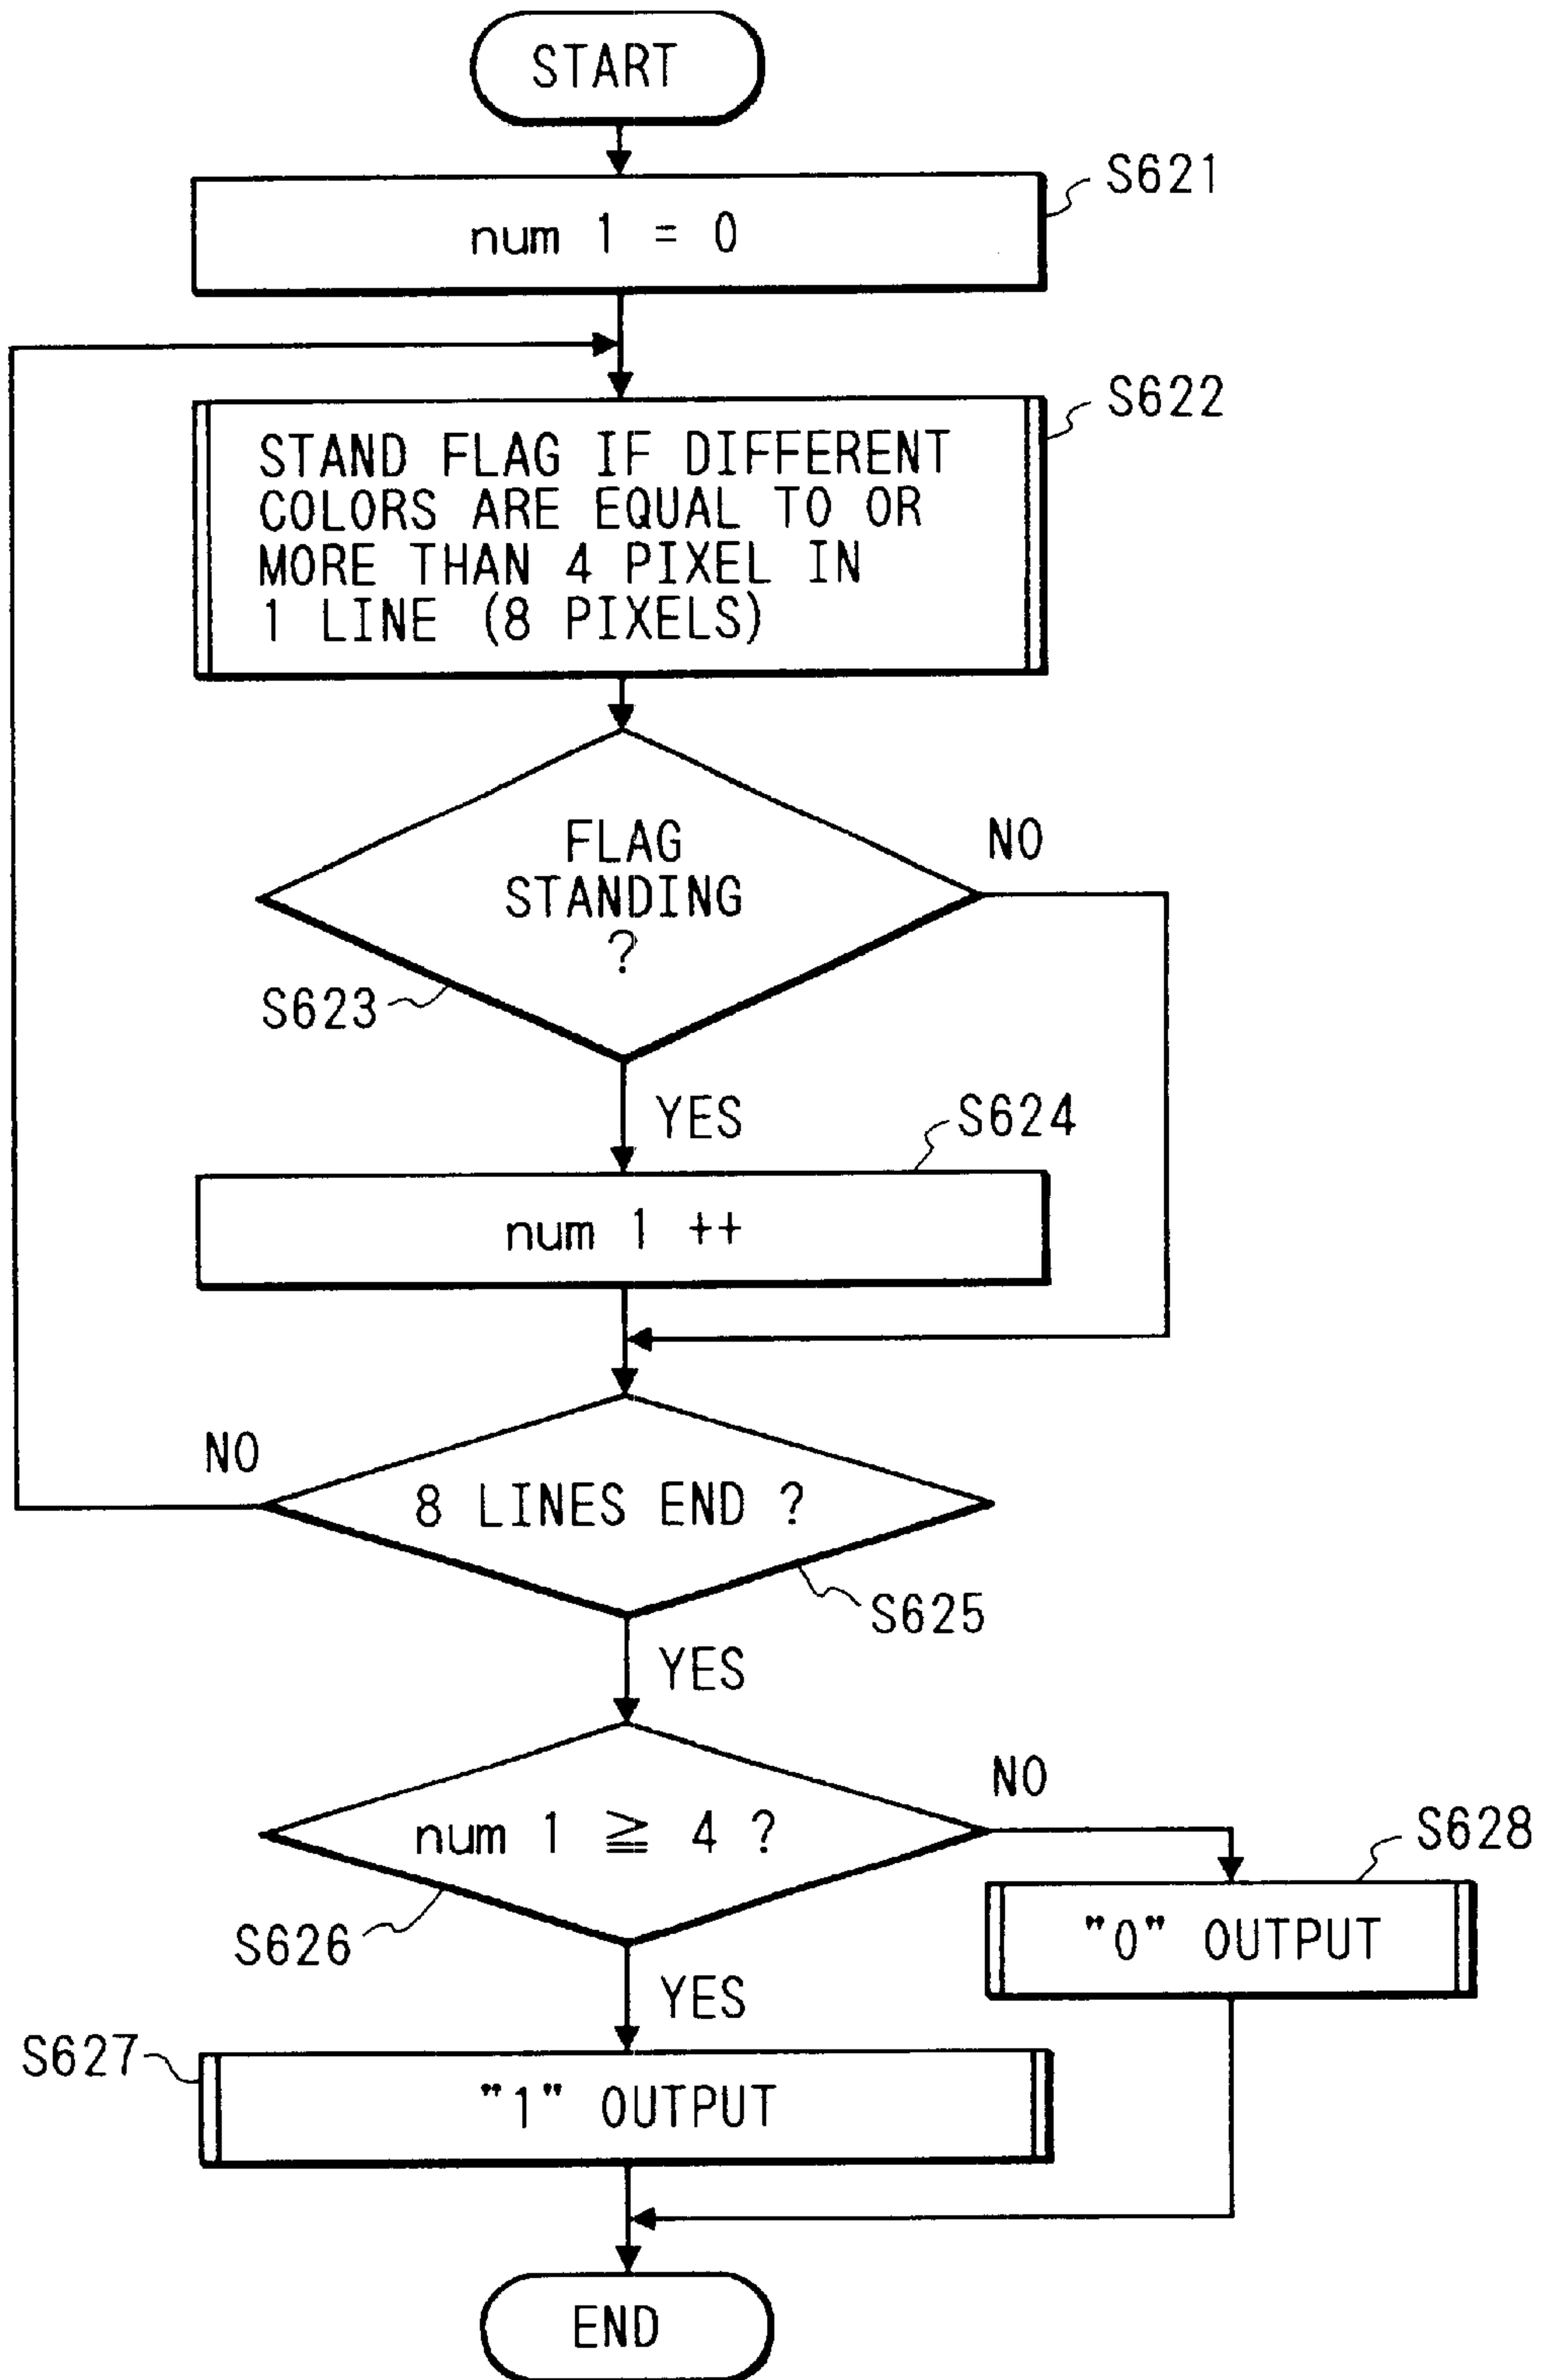 START
S621
num 1 = 0
S622
STAND FLAG IF DIFFERENT
COLORS ARE EQUAL TO OR
MORE THAN 4 PIXEL IN
1 LINE (8 PIXELS)
NO
FLAG
STANDING
?
S623
YES
S624
num 1 ++
NO
8 LINES END ?
S625
YES
NO
num 1 ≧ 4 ?
S628
S626
"0" OUTPUT
YES
S627
"1" OUTPUT
END